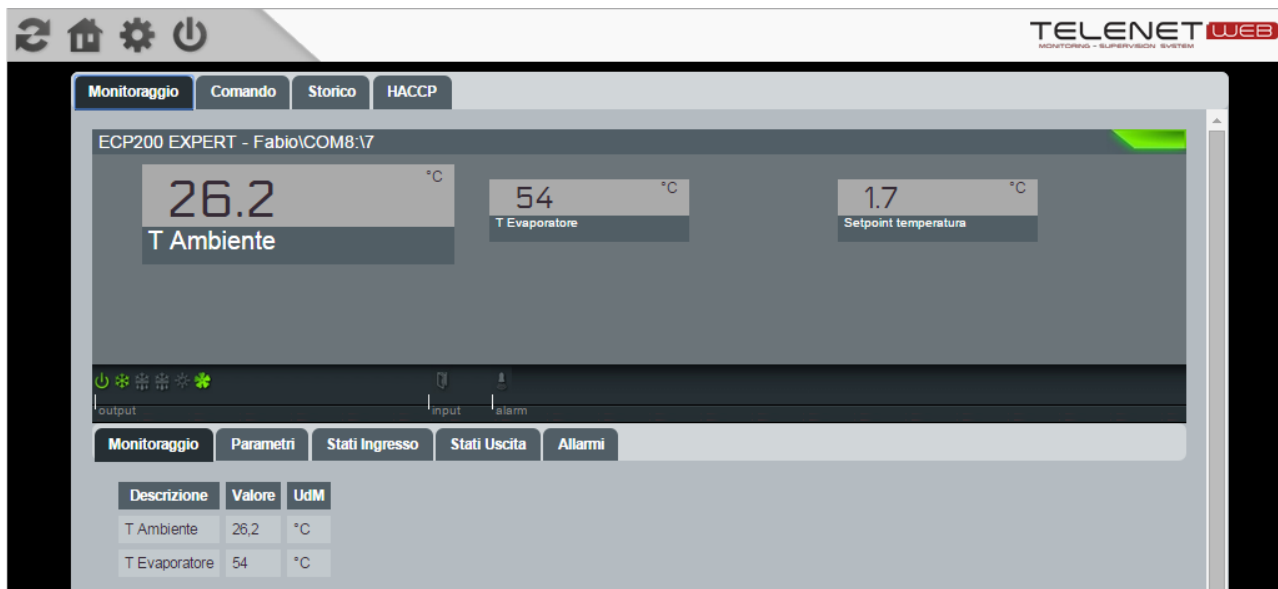 TELENET WEB
MONITORING - SUPERVISION SYSTEM
Monitoraggio Comando Storico HACCP
ECP200 EXPERT - Fabio\COM8:\7
26.2 °C
T Ambiente
54 °C
T Evaporatore
1.7 °C
Setpoint temperatura
output input alarm
Monitoraggio Parametri Stati Ingresso Stati Uscita Allarmi
Descrizione Valore UdM
T Ambiente 26,2 °C
T Evaporatore 54 °C